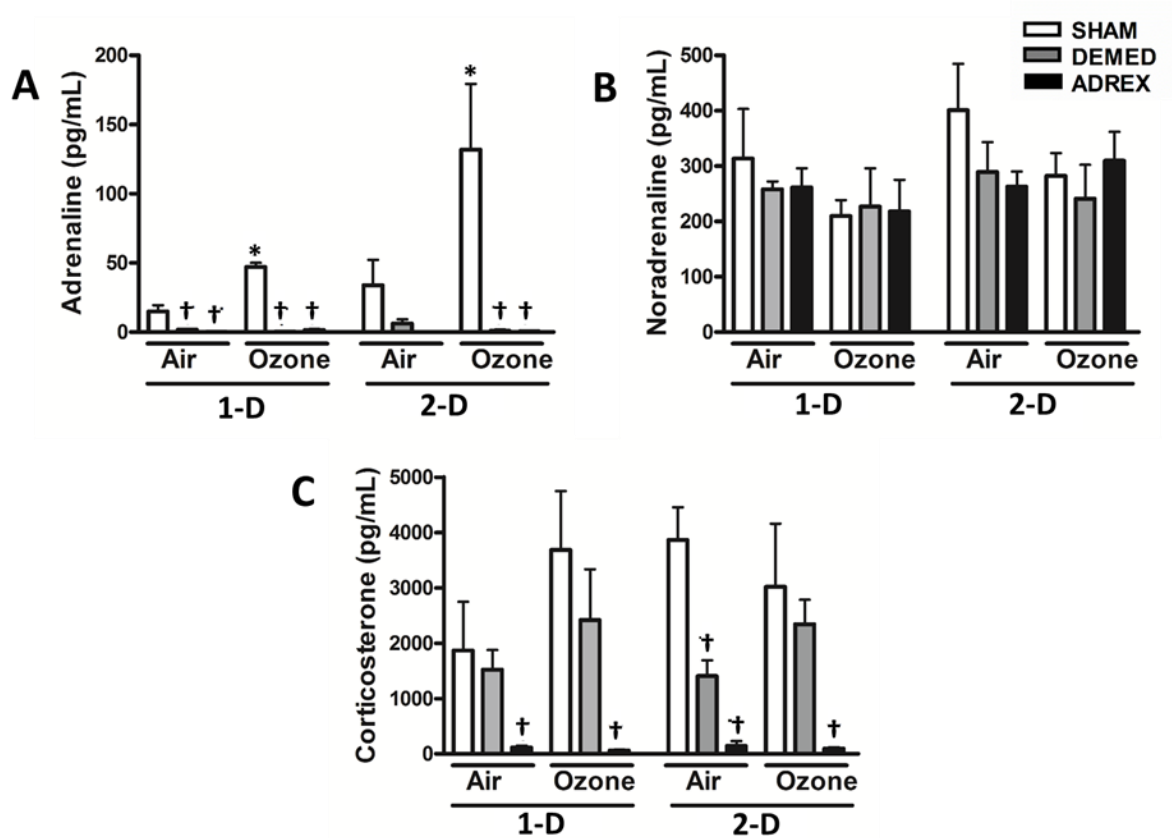 SHAM
DEMED
ADREX
A
Adrenaline (pg/mL)
200
150
100
50
0
*
*
† † † † † †
Air Ozone Air Ozone
1-D 2-D
B
Noradrenaline (pg/mL)
500
400
300
200
100
0
Air Ozone Air Ozone
1-D 2-D
C
Corticosterone (pg/mL)
5000
4000
3000
2000
1000
0
†
† † † †
Air Ozone Air Ozone
1-D 2-D